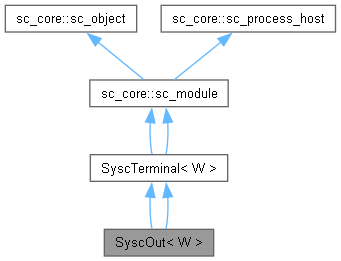 sc_core::sc_object
sc_core::sc_process_host
sc_core::sc_module
SyscTerminal< W >
SyscOut< W >